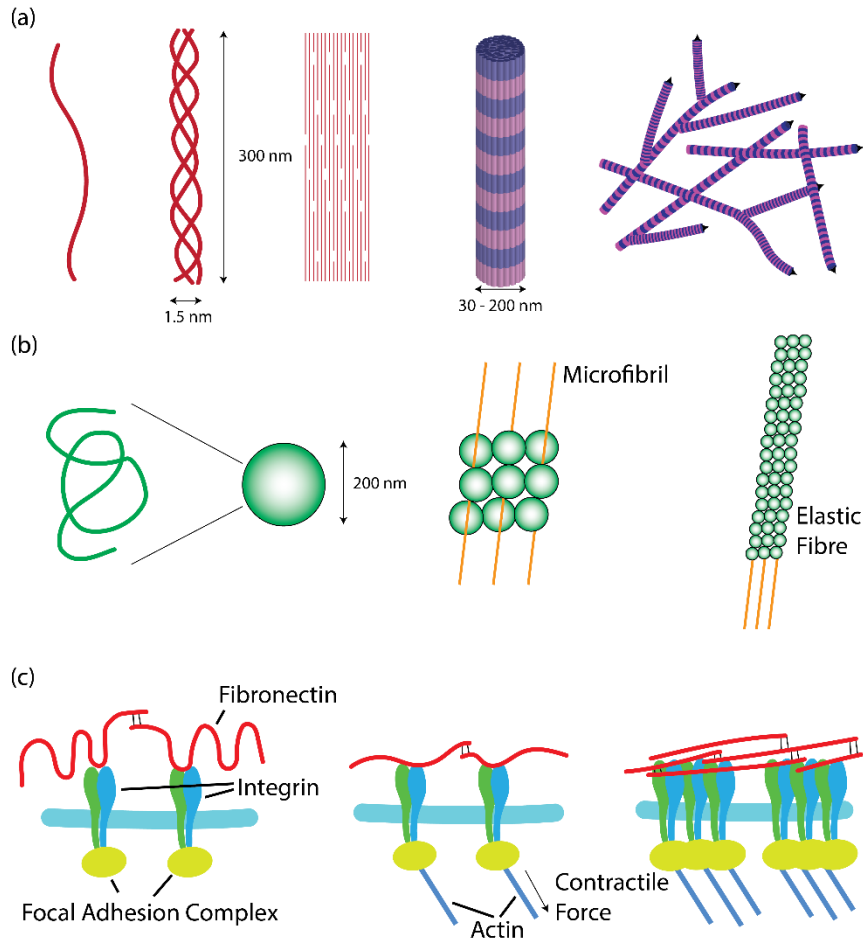 (a)
300 nm
1.5 nm
30 - 200 nm
(b)
Microfibril
200 nm
Elastic
Fibre
(c)
Fibronectin
Integrin
Focal Adhesion Complex
Contractile
Force
Actin